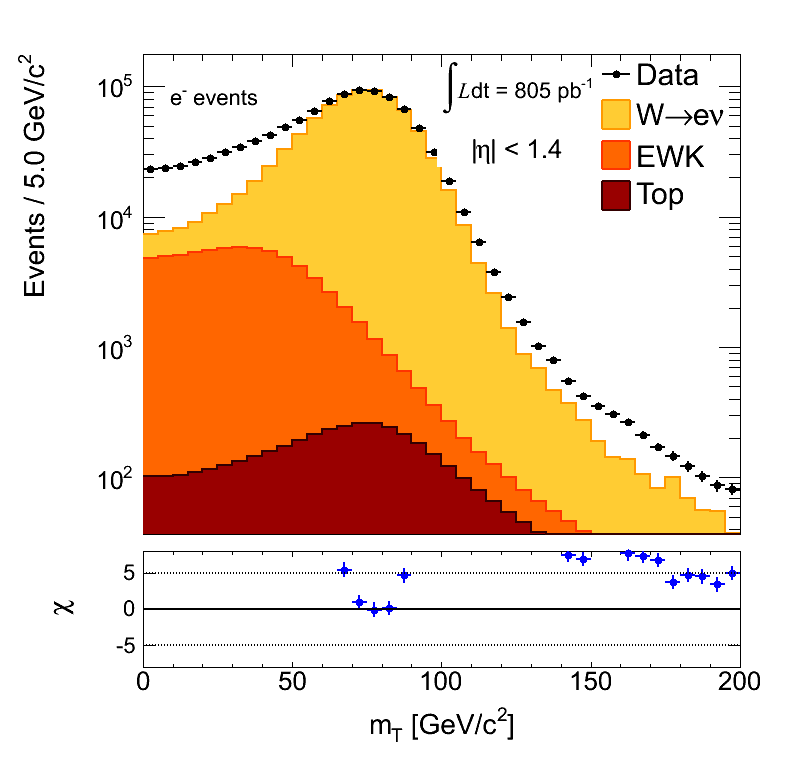 Events / 5.0 GeV/c²
10⁵
10⁴
10³
10²
e⁻ events
∫Ldt = 805 pb⁻¹
|η| < 1.4
Data
W→eν
EWK
Top
χ
5
0
-5
0 50 100 150 200
m_T [GeV/c²]